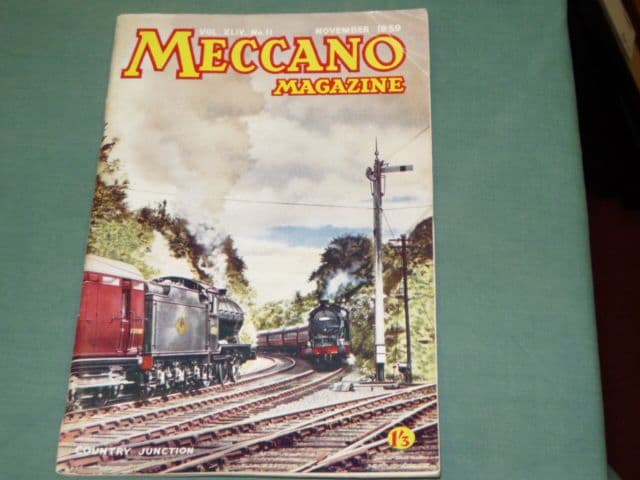 VOL. XLIV. No. 11 NOVEMBER 1959
MECCANO
MAGAZINE
COUNTRY JUNCTION
1/3